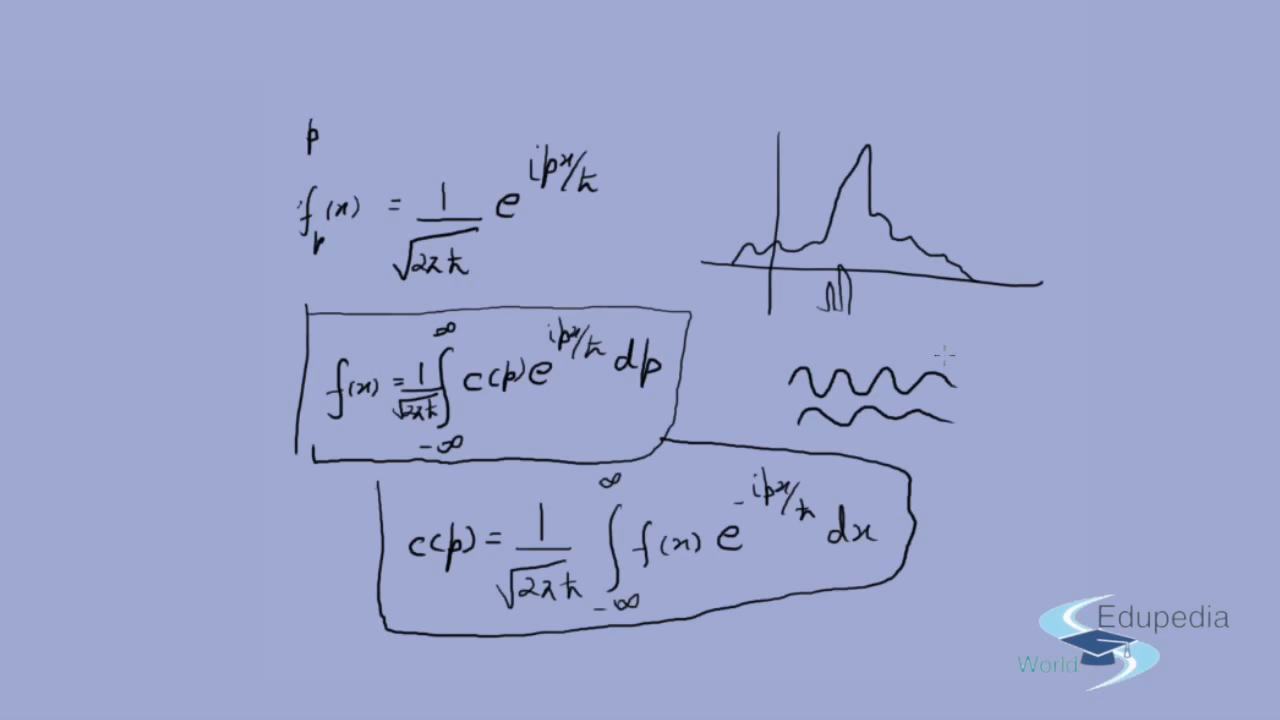 p
f_p(x) = 1/√2πħ e^{ipx/ħ}
f(x) = 1/√2πħ ∫_{-∞}^{∞} c(p) e^{ipx/ħ} dp
c(p) = 1/√2πħ ∫_{-∞}^{∞} f(x) e^{-ipx/ħ} dx
Edupedia
World